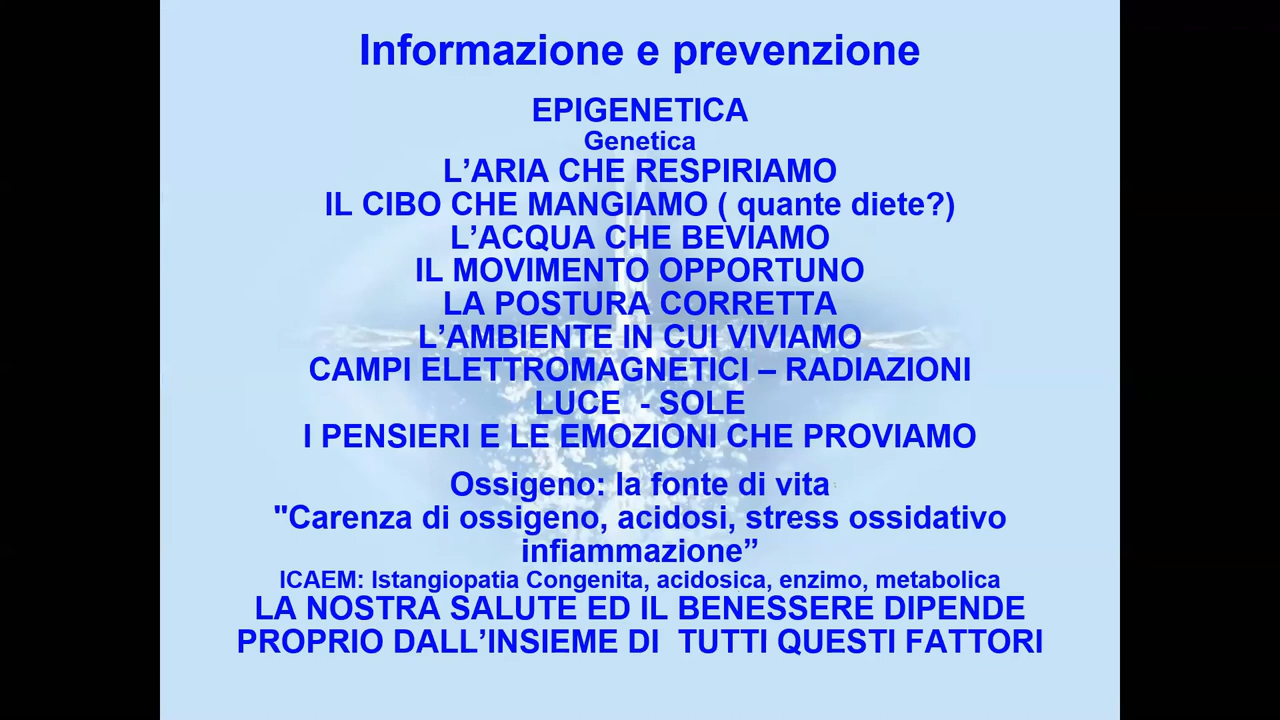 Informazione e prevenzione
EPIGENETICA
Genetica
L’ARIA CHE RESPIRIAMO
IL CIBO CHE MANGIAMO ( quante diete?)
L’ACQUA CHE BEVIAMO
IL MOVIMENTO OPPORTUNO
LA POSTURA CORRETTA
L’AMBIENTE IN CUI VIVIAMO
CAMPI ELETTROMAGNETICI – RADIAZIONI
LUCE  - SOLE
I PENSIERI E LE EMOZIONI CHE PROVIAMO
Ossigeno: la fonte di vita
"Carenza di ossigeno, acidosi, stress ossidativo
infiammazione”
ICAEM: Istangiopatia Congenita, acidosica, enzimo, metabolica
LA NOSTRA SALUTE ED IL BENESSERE DIPENDE
PROPRIO DALL’INSIEME DI  TUTTI QUESTI FATTORI